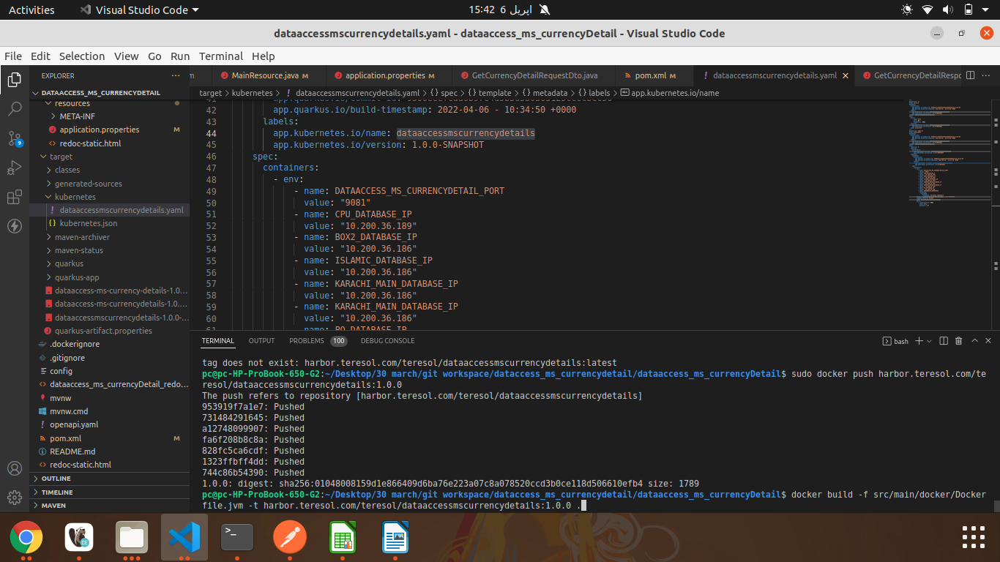 Activities
Visual Studio Code
15:42 6 اپریل
dataaccessmscurrencydetails.yaml - dataaccess_ms_currencyDetail - Visual Studio Code
File Edit Selection View Go Run Terminal Help
EXPLORER
m
MainResource.java M
application.properties M
GetCurrencyDetailRequestDto.java
pom.xml M
dataaccessmscurrencydetails.yaml
GetCurrencyDetailRespo
target > kubernetes > ! dataaccessmscurrencydetails.yaml > {} spec > {} template > {} metadata > {} labels > app.kubernetes.io/name
DATAACCESS_MS_CURRENCYDETAIL
resources
META-INF
application.properties M
redoc-static.html
target
classes
generated-sources
kubernetes
! dataaccessmscurrencydetails.yaml
{} kubernetes.json
maven-archiver
maven-status
quarkus
quarkus-app
dataaccess-ms-currency-details-1.0...
dataaccess-ms-currencydetails-1.0....
dataaccessmscurrencydetails-1.0.0-...
quarkus-artifact.properties
.dockerignore
.gitignore
config
dataaccess_ms_currencyDetail_redo...
mvnw
mvnw.cmd
! openapi.yaml
pom.xml M
README.md
redoc-static.html
OUTLINE
TIMELINE
MAVEN
9
42 app.quarkus.io/build-timestamp: 2022-04-06 - 10:34:50 +0000
43 labels:
44 app.kubernetes.io/name: dataaccessmscurrencydetails
45 app.kubernetes.io/version: 1.0.0-SNAPSHOT
46 spec:
47 containers:
48 - env:
49 - name: DATAACCESS_MS_CURRENCYDETAIL_PORT
50 value: "9081"
51 - name: CPU_DATABASE_IP
52 value: "10.200.36.189"
53 - name: BOX2_DATABASE_IP
54 value: "10.200.36.186"
55 - name: ISLAMIC_DATABASE_IP
56 value: "10.200.36.186"
57 - name: KARACHI_MAIN_DATABASE_IP
58 value: "10.200.36.186"
59 - name: KARACHI_MAIN_DATABASE_IP
60 value: "10.200.36.186"
TERMINAL OUTPUT PROBLEMS 100 DEBUG CONSOLE
bash
tag does not exist: harbor.teresol.com/teresol/dataaccessmscurrencydetails:latest
pc@pc-HP-ProBook-650-G2:~/Desktop/30 march/git workspace/dataaccess_ms_currencydetail/dataaccess_ms_currencyDetail$ sudo docker push harbor.teresol.com/te
resol/dataaccessmscurrencydetails:1.0.0
The push refers to repository [harbor.teresol.com/teresol/dataaccessmscurrencydetails]
953919f7a1e7: Pushed
731484291645: Pushed
a12748099907: Pushed
fa6f208b8c8a: Pushed
828fc5ca6cdf: Pushed
1323ffbff4dd: Pushed
744c86b54390: Pushed
1.0.0: digest: sha256:01048008159d1e866409d6ba76e223a07c8a078520ccd3b0ce118d506610efb4 size: 1789
pc@pc-HP-ProBook-650-G2:~/Desktop/30 march/git workspace/dataaccess_ms_currencydetail/dataaccess_ms_currencyDetail$ docker build -f src/main/docker/Docker
file.jvm -t harbor.teresol.com/teresol/dataaccessmscurrencydetails:1.0.0 .